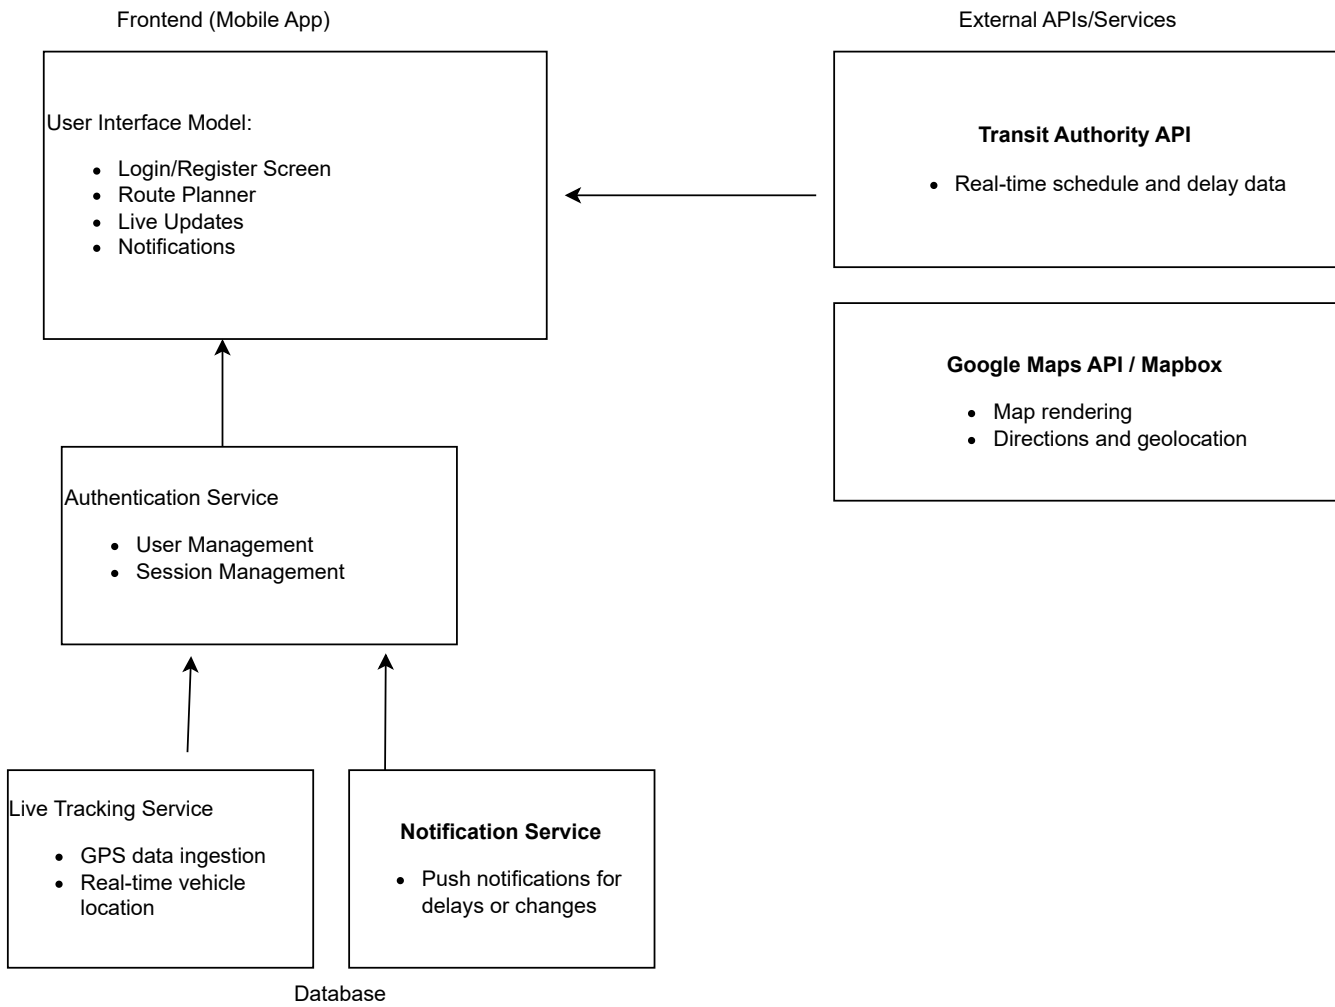 Frontend (Mobile App)
External APIs/Services
User Interface Model:
Login/Register Screen
Route Planner
Live Updates
Notifications
Transit Authority API
Real-time schedule and delay data
Google Maps API / Mapbox
Map rendering
Directions and geolocation
Authentication Service
User Management
Session Management
Live Tracking Service
GPS data ingestion
Real-time vehicle
location
Notification Service
Push notifications for
delays or changes
Database